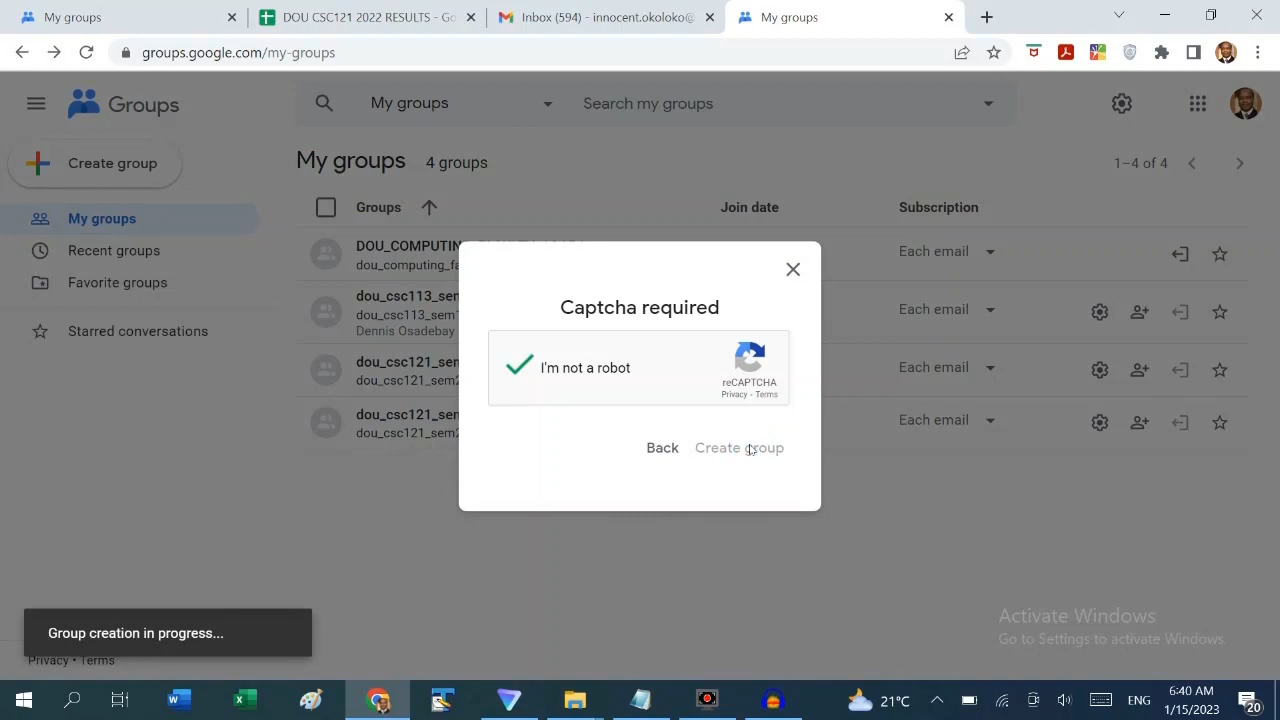 My groups
DOU CSC121 2022 RESULTS - Go
Inbox (594) - innocent.okoloko@
My groups
groups.google.com/my-groups
Groups
My groups
Search my groups
Create group
My groups 4 groups
1–4 of 4
My groups
Recent groups
Favorite groups
Starred conversations
Groups
Join date
Subscription
DOU_COMPUTIN
dou_computing_fa
Each email
dou_csc113_sem
dou_csc113_sem1
Dennis Osadebay
Each email
dou_csc121_sem
dou_csc121_sem2
Each email
dou_csc121_sem
dou_csc121_sem2
Each email
Captcha required
I'm not a robot
reCAPTCHA
Privacy - Terms
Back
Create group
Group creation in progress...
Privacy • Terms
Activate Windows
Go to Settings to activate Windows.
21°C
ENG
6:40 AM
1/15/2023
20